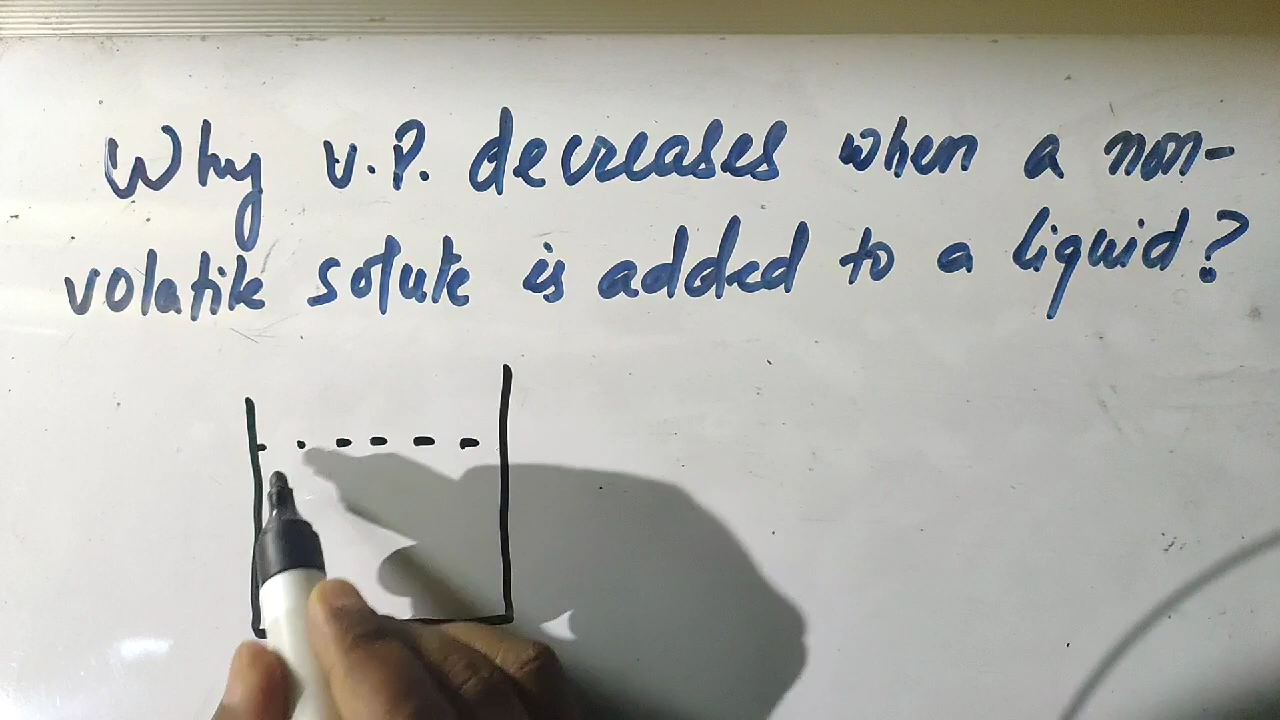 Why v.P. decreases when a non-
volatile solute is added to a liquid?